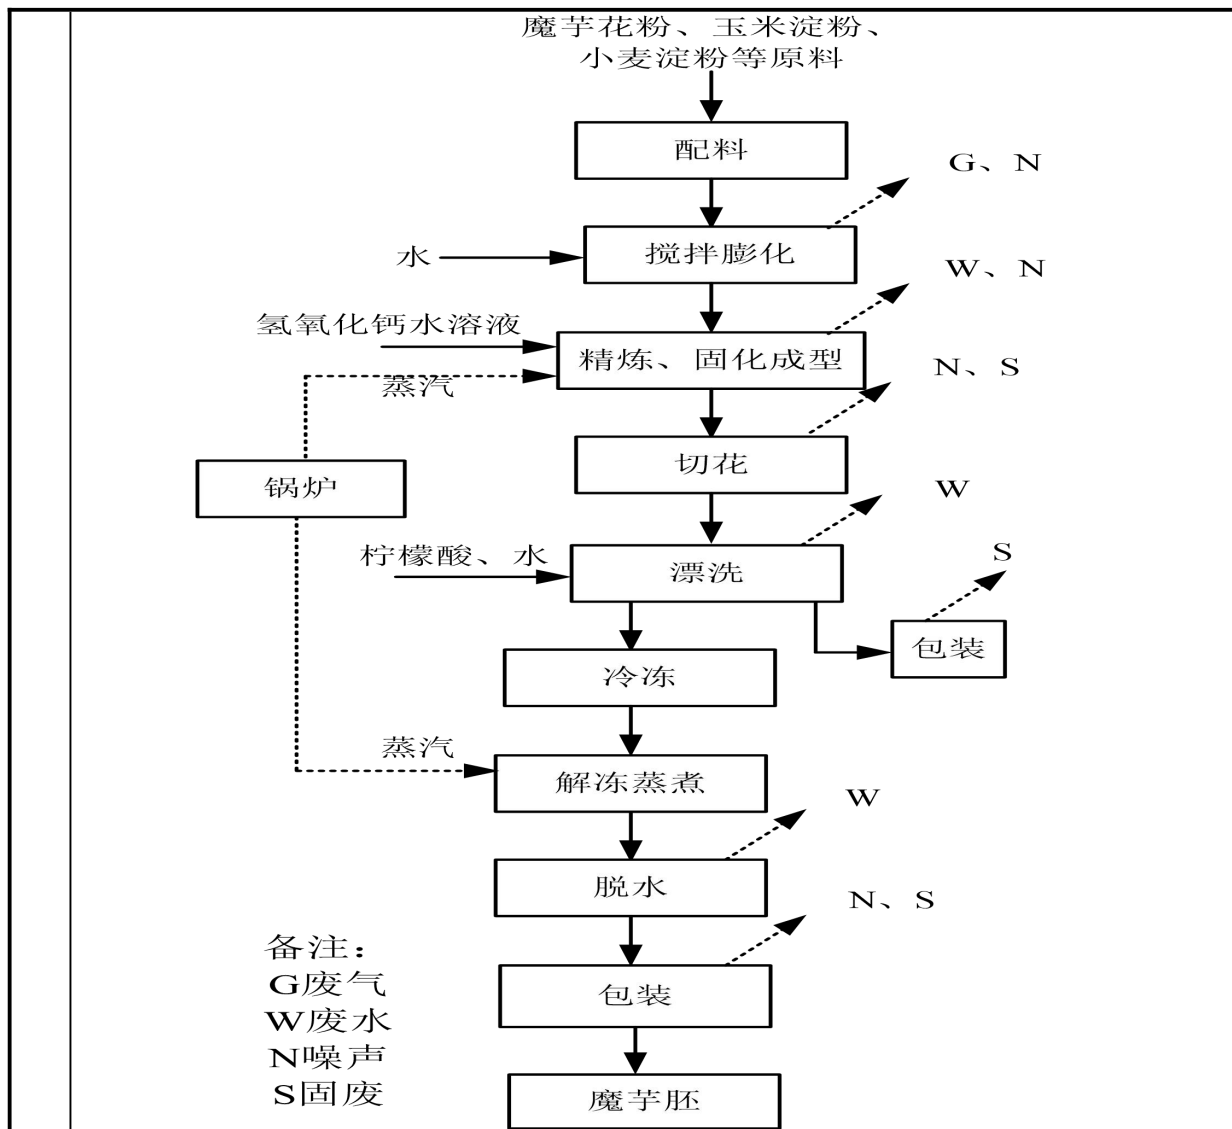 魔芋花粉、玉米淀粉、
小麦淀粉等原料
配料
G、N
水
搅拌膨化
W、N
氢氧化钙水溶液
精炼、固化成型
蒸汽
N、S
切花
锅炉
W
柠檬酸、水
漂洗
S
包装
冷冻
蒸汽
解冻蒸煮
W
脱水
N、S
包装
魔芋胚
备注：
G废气
W废水
N噪声
S固废